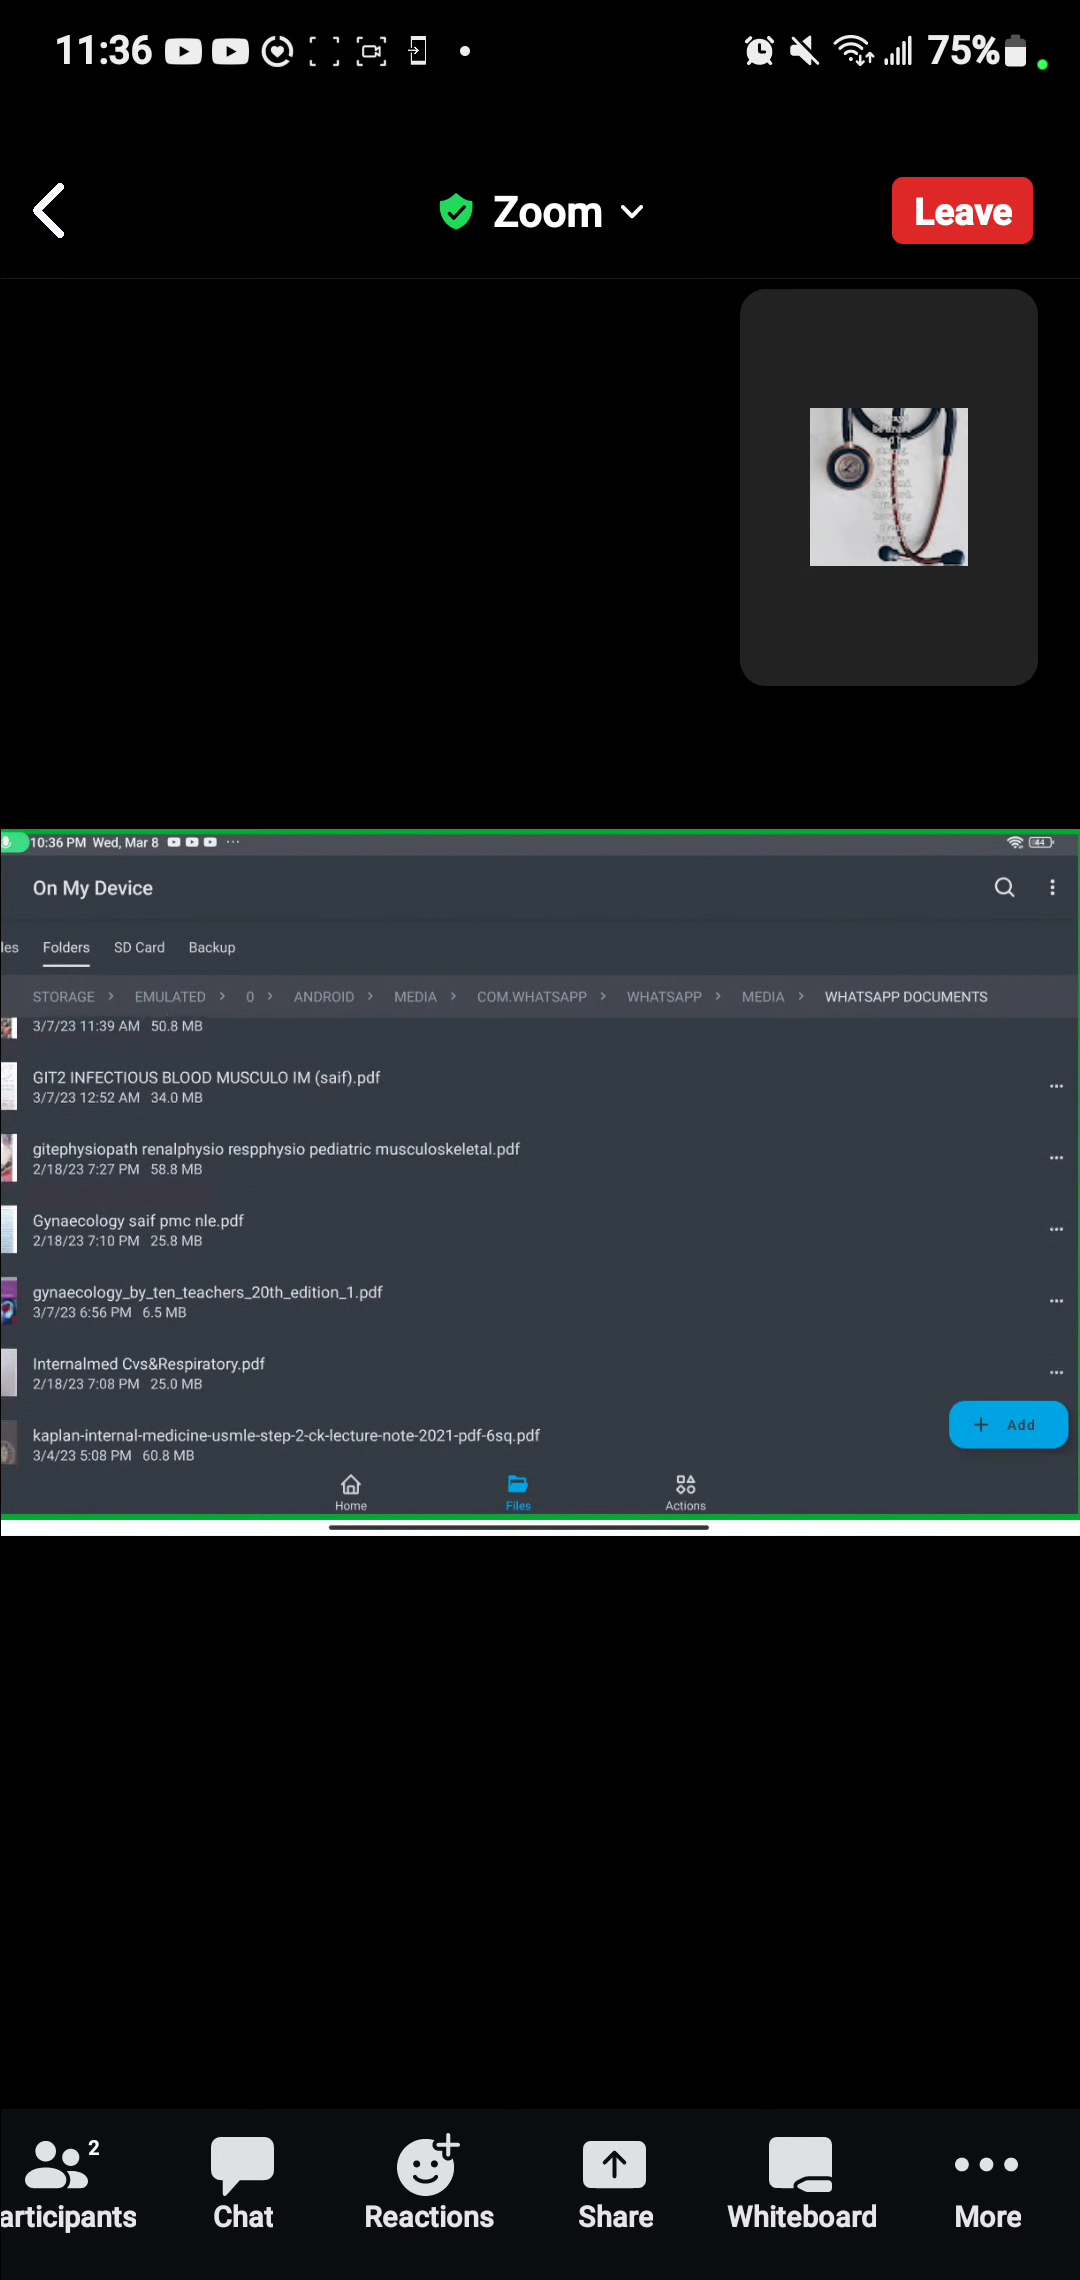 11:36
75%
Zoom
Leave
10:36 PM Wed, Mar 8
44
On My Device
les Folders SD Card Backup
STORAGE > EMULATED > 0 > ANDROID > MEDIA > COM.WHATSAPP > WHATSAPP > MEDIA > WHATSAPP DOCUMENTS
3/7/23 11:39 AM 50.8 MB
GIT2 INFECTIOUS BLOOD MUSCULO IM (saif).pdf
3/7/23 12:52 AM 34.0 MB
gitephysiopath renalphysio respphysio pediatric musculoskeletal.pdf
2/18/23 7:27 PM 58.8 MB
Gynaecology saif pmc nle.pdf
2/18/23 7:10 PM 25.8 MB
gynaecology_by_ten_teachers_20th_edition_1.pdf
3/7/23 6:56 PM 6.5 MB
Internalmed Cvs&Respiratory.pdf
2/18/23 7:08 PM 25.0 MB
kaplan-internal-medicine-usmle-step-2-ck-lecture-note-2021-pdf-6sq.pdf
3/4/23 5:08 PM 60.8 MB
+ Add
Home Files Actions
2
articipants Chat Reactions Share Whiteboard More